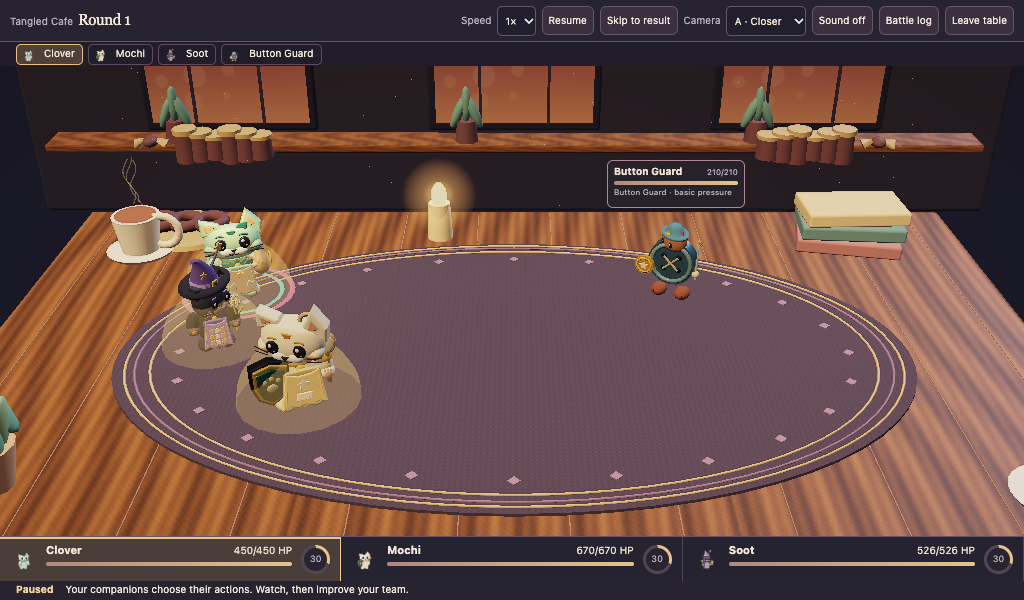 Tangled Cafe Round 1
Speed 1x Resume Skip to result Camera A · Closer Sound off Battle log Leave table
Clover Mochi Soot Button Guard
Button Guard 210/210
Button Guard · basic pressure
Clover 450/450 HP 30
Mochi 670/670 HP 30
Soot 526/526 HP 30
Paused Your companions choose their actions. Watch, then improve your team.